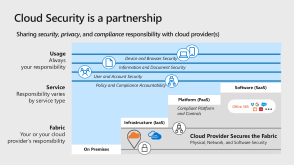 Cloud Security is a partnership
Sharing security, privacy, and compliance responsibility with cloud provider(s)
Usage
Always
your responsibility
Device and Browser Security
Information and Document Security
User and Account Security
Policy and Compliance Accountability
Service
Responsibility varies
by service type
Software (SaaS)
Platform (PaaS)
Compliant Platform
and Controls
Office 365
Fabric
Your or your cloud
provider's responsibility
Infrastructure (IaaS)
Cloud Provider Secures the Fabric
Physical, Network, and Software Security
On Premises